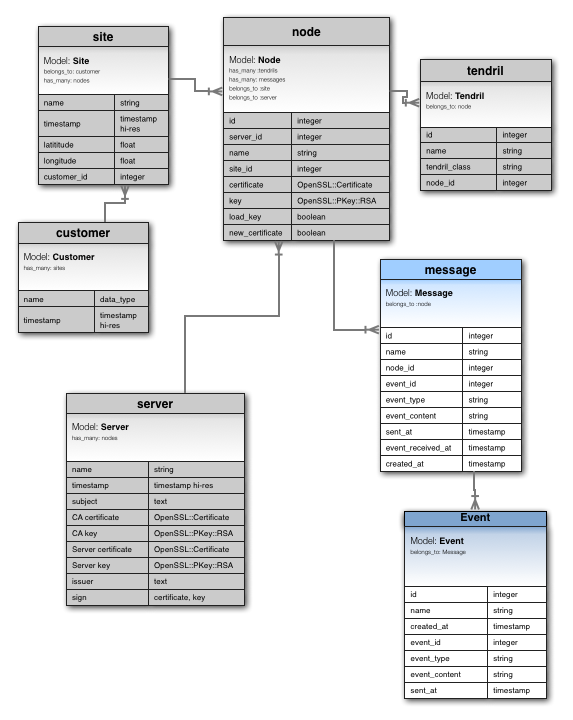 site
Model: Site
belongs_to: customer
has_many: nodes
name string
timestamp timestamp
hi-res
latititude float
longitude float
customer_id integer
node
Model: Node
has_many :tendrils
has_many: messages
belongs_to :site
belongs_to :server
id integer
server_id integer
name string
site_id integer
certificate OpenSSL::Certificate
key OpenSSL::PKey::RSA
load_key boolean
new_certificate boolean
tendril
Model: Tendril
belongs_to: node
id integer
name string
tendril_class string
node_id integer
customer
Model: Customer
has_many: sites
name data_type
timestamp timestamp
hi-res
message
Model: Message
belongs_to :node
id integer
name string
node_id integer
event_id integer
event_type string
event_content string
sent_at timestamp
event_received_at timestamp
created_at timestamp
server
Model: Server
has_many: nodes
name string
timestamp timestamp hi-res
subject text
CA certificate OpenSSL::Certificate
CA key OpenSSL::PKey::RSA
Server certificate OpenSSL::Certificate
Server key OpenSSL::PKey::RSA
issuer text
sign certificate, key
Event
Model: Event
belongs_to: Message
id integer
name string
created_at timestamp
event_id integer
event_type string
event_content string
sent_at timestamp